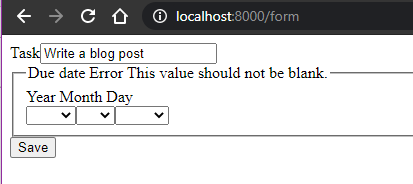 localhost:8000/form
Task Write a blog post
Due date Error This value should not be blank.
Year Month Day
Save